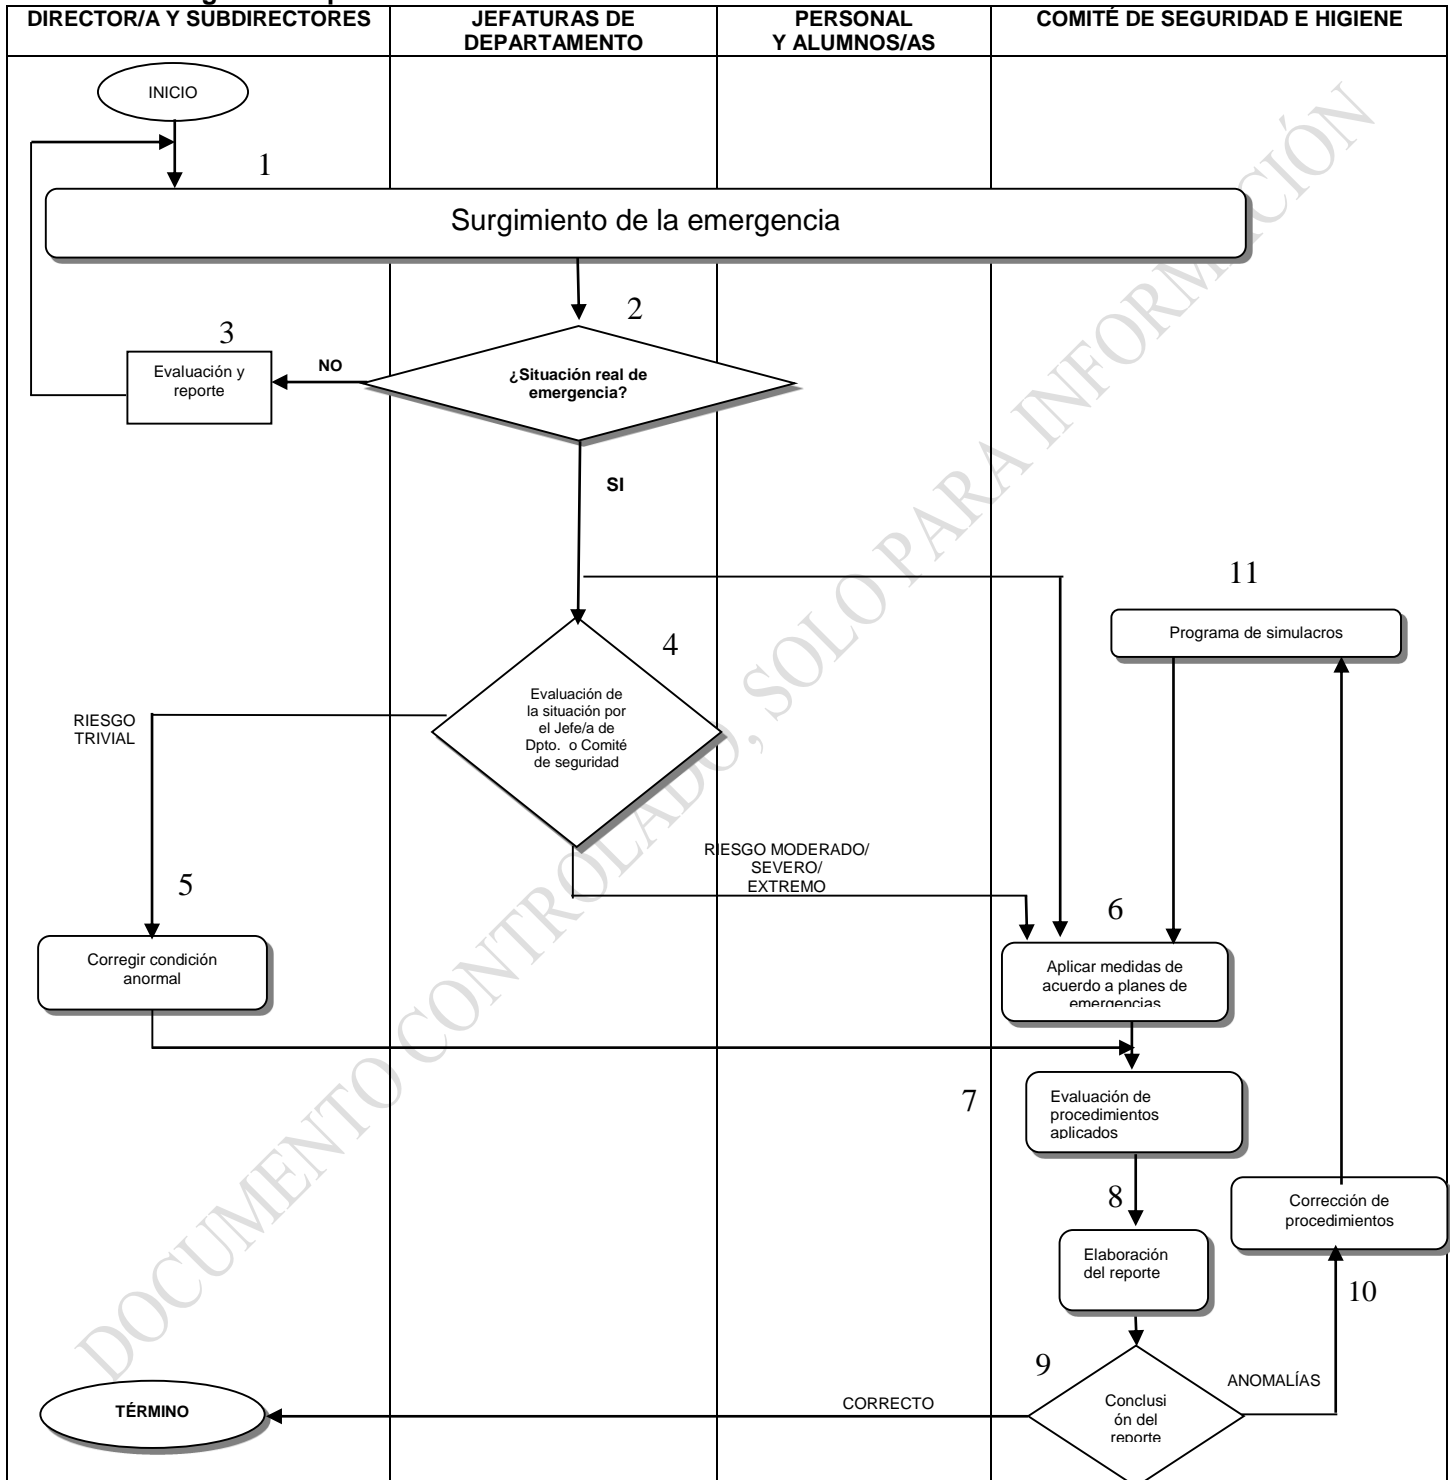 DIRECTOR/A Y SUBDIRECTORES
JEFATURAS DE
DEPARTAMENTO
PERSONAL
Y ALUMNOS/AS
COMITÉ DE SEGURIDAD E HIGIENE
INICIO
1
Surgimiento de la emergencia
2
3
Evaluación y
reporte
NO
¿Situación real de
emergencia?
SI
11
Programa de simulacros
4
Evaluación de
la situación por
el Jefe/a de
Dpto. o Comité
de seguridad
RIESGO
TRIVIAL
RIESGO MODERADO/
SEVERO/
EXTREMO
5
Corregir condición
anormal
6
Aplicar medidas de
acuerdo a planes de
emergencias
7
Evaluación de
procedimientos
aplicados
8
Elaboración
del reporte
Corrección de
procedimientos
10
9
Conclusi
ón del
reporte
ANOMALÍAS
CORRECTO
TÉRMINO
DOCUMENTO CONTROLADO, SOLO PARA INFORMACIÓN